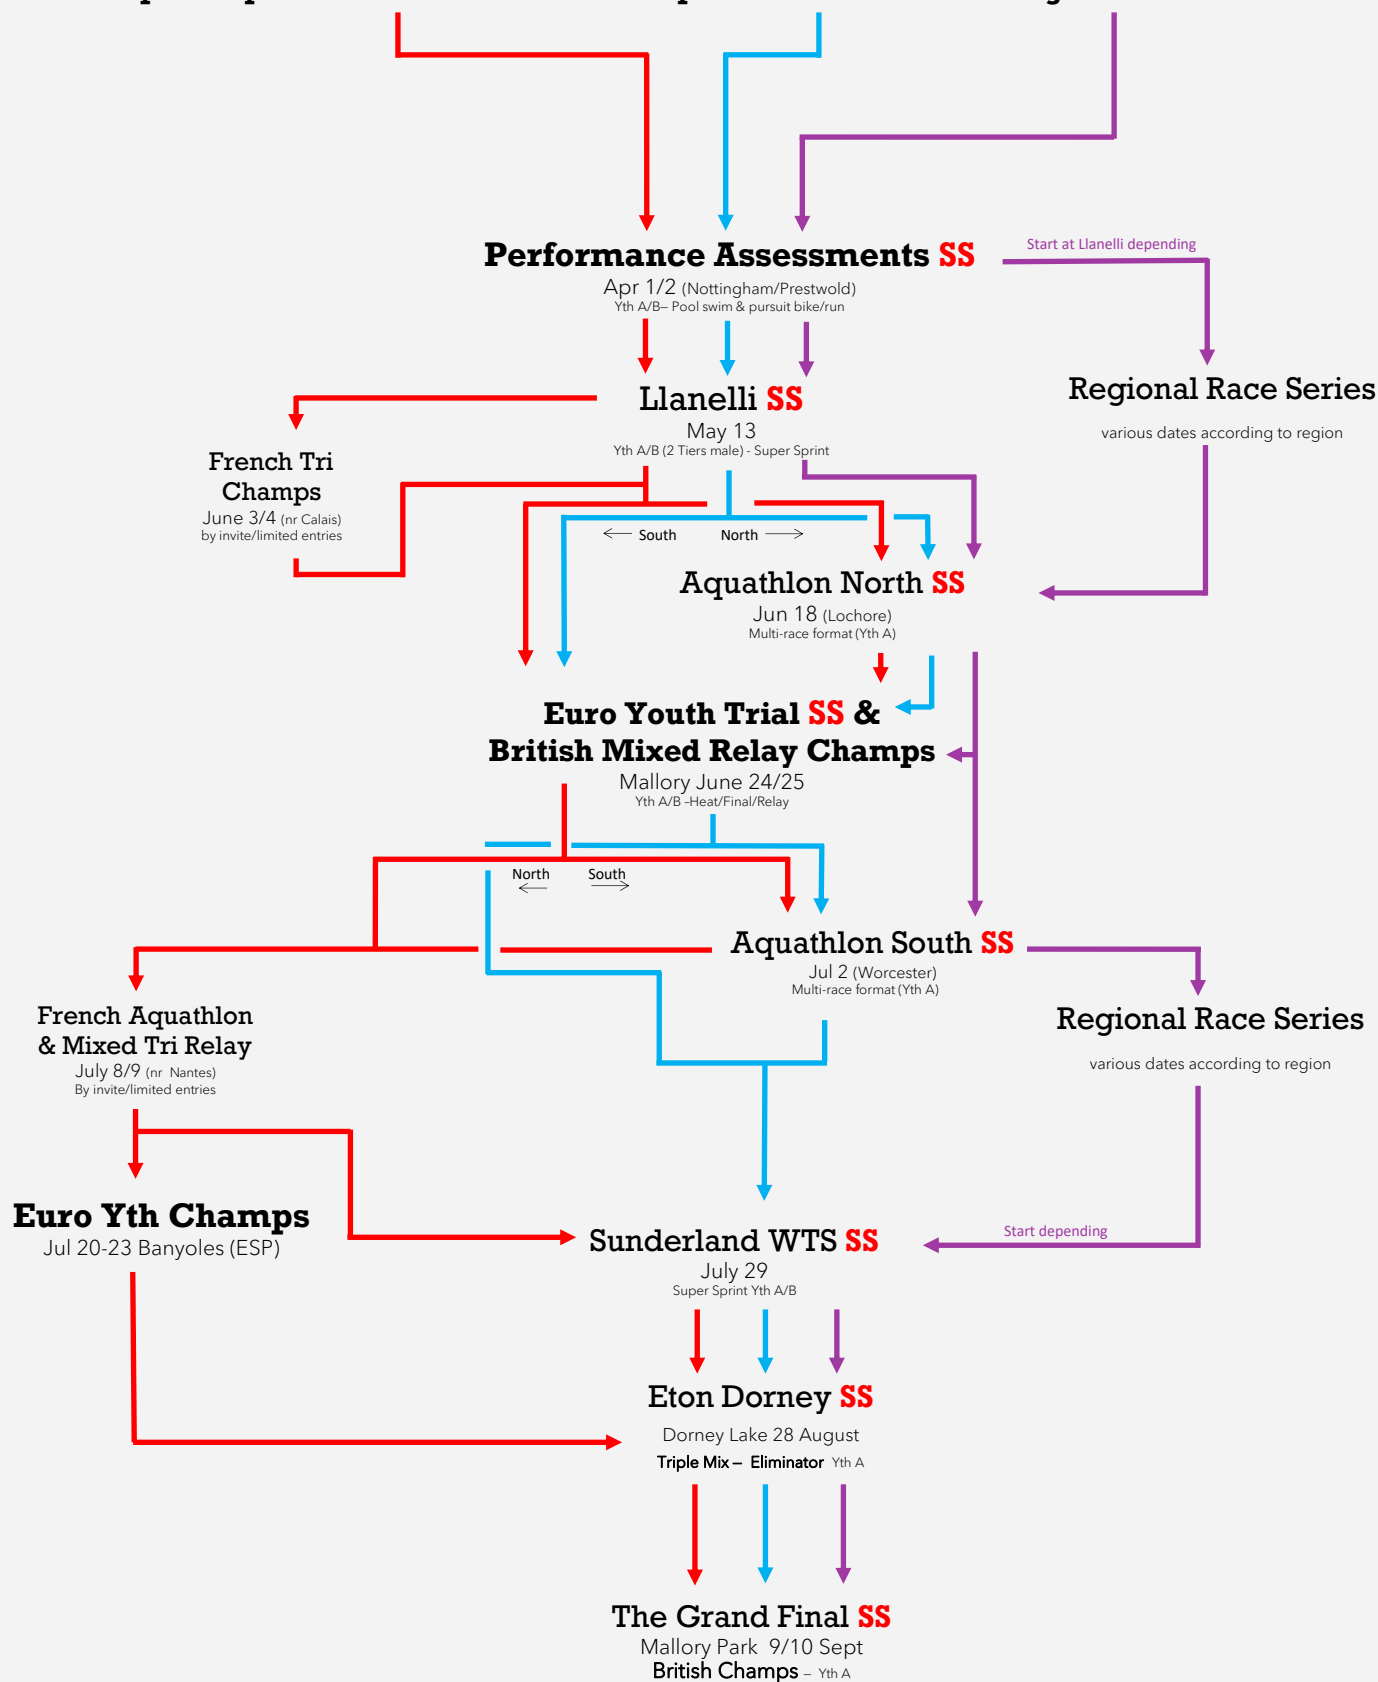 Performance Assessments SS
Start at Llanelli depending
Apr 1/2 (Nottingham/Prestwold)
Yth A/B– Pool swim & pursuit bike/run
Llanelli SS
Regional Race Series
May 13
various dates according to region
Yth A/B (2 Tiers male) - Super Sprint
French Tri
Champs
June 3/4 (nr Calais)
by invite/limited entries
South
North
Aquathlon North SS
Jun 18 (Lochore)
Multi-race format (Yth A)
Euro Youth Trial SS &
British Mixed Relay Champs
Mallory June 24/25
Yth A/B –Heat/Final/Relay
North
South
Aquathlon South SS
Jul 2 (Worcester)
Multi-race format (Yth A)
French Aquathlon
& Mixed Tri Relay
July 8/9 (nr Nantes)
By invite/limited entries
Regional Race Series
various dates according to region
Euro Yth Champs
Jul 20-23 Banyoles (ESP)
Sunderland WTS SS
Start depending
July 29
Super Sprint Yth A/B
Eton Dorney SS
Dorney Lake 28 August
Triple Mix – Eliminator Yth A
The Grand Final SS
Mallory Park 9/10 Sept
British Champs – Yth A